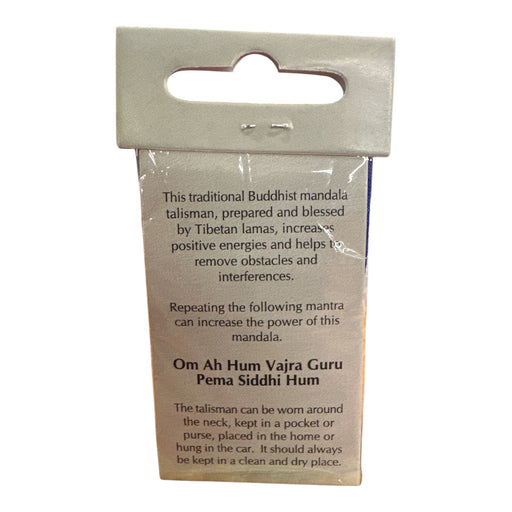 This traditional Buddhist mandala
talisman, prepared and blessed
by Tibetan lamas, increases
positive energies and helps to
remove obstacles and
interferences.
Repeating the following mantra
can increase the power of this
mandala.
Om Ah Hum Vajra Guru
Pema Siddhi Hum
The talisman can be worn around
the neck, kept in a pocket or
purse, placed in the home or
hung in the car. It should always
be kept in a clean and dry place.